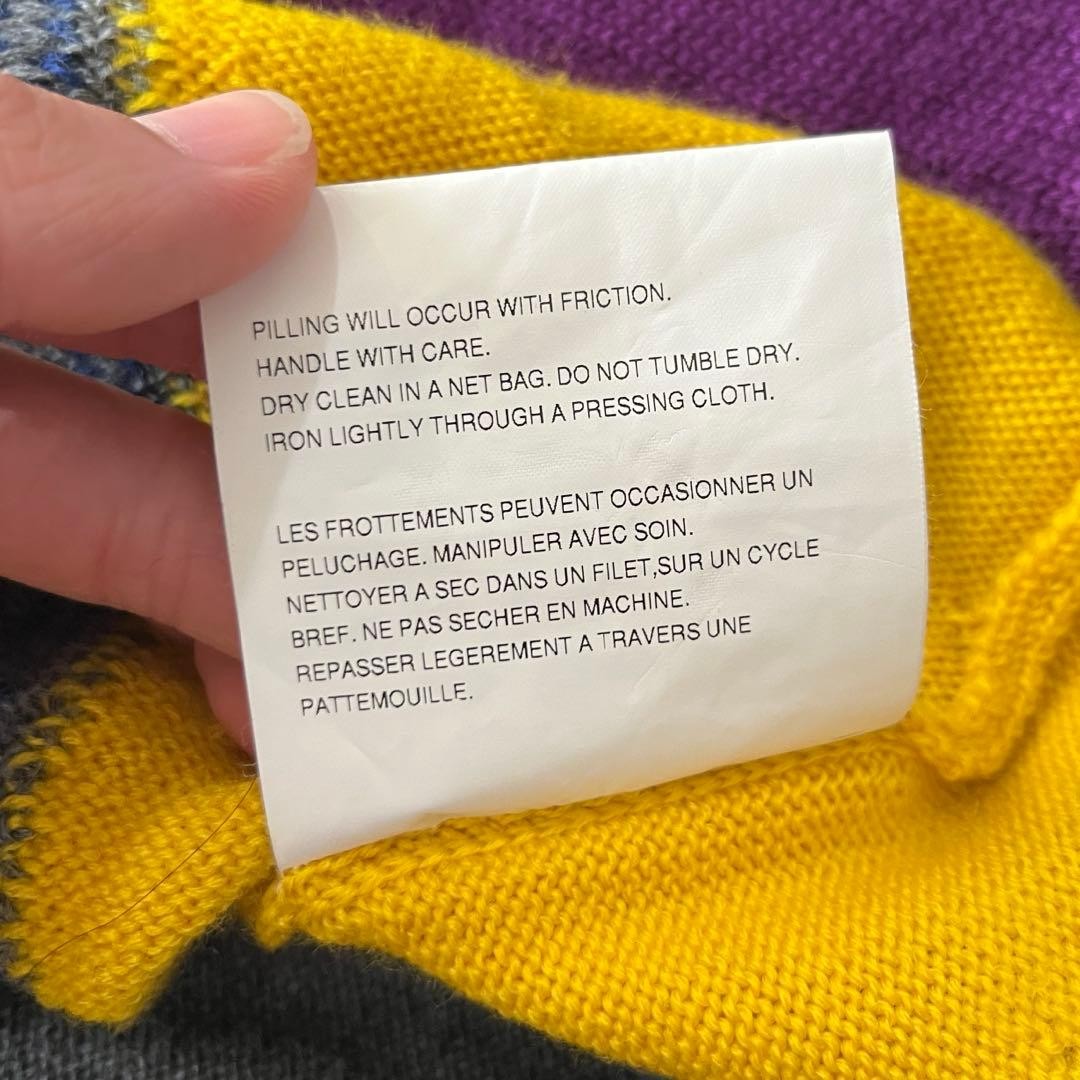 PILLING WILL OCCUR WITH FRICTION.
HANDLE WITH CARE.
DRY CLEAN IN A NET BAG. DO NOT TUMBLE DRY.
IRON LIGHTLY THROUGH A PRESSING CLOTH.
LES FROTTEMENTS PEUVENT OCCASIONNER UN
PELUCHAGE. MANIPULER AVEC SOIN.
NETTOYER A SEC DANS UN FILET,SUR UN CYCLE
BREF. NE PAS SECHER EN MACHINE.
REPASSER LEGEREMENT A TRAVERS UNE
PATTEMOUILLE.